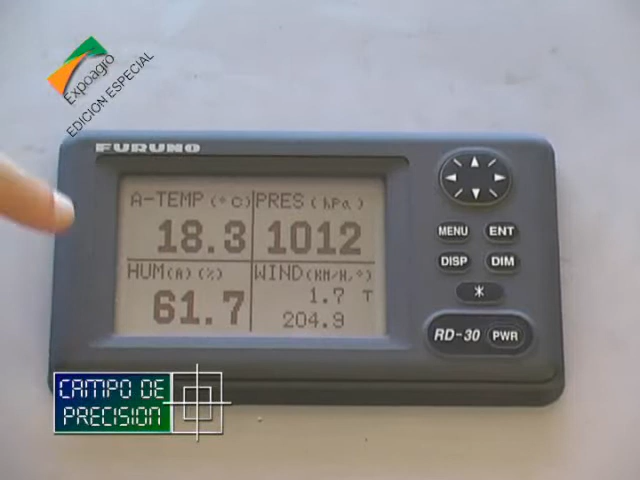 Expoagro
EDICION ESPECIAL
FURUNO
A-TEMP (°C)
18.3
PRES (hPa)
1012
HUM(A) (%)
61.7
WIND(KM/H,°)
1.7 T
204.9
MENU
ENT
DISP
DIM
*
RD-30
PWR
CAMPO DE
PRECISION